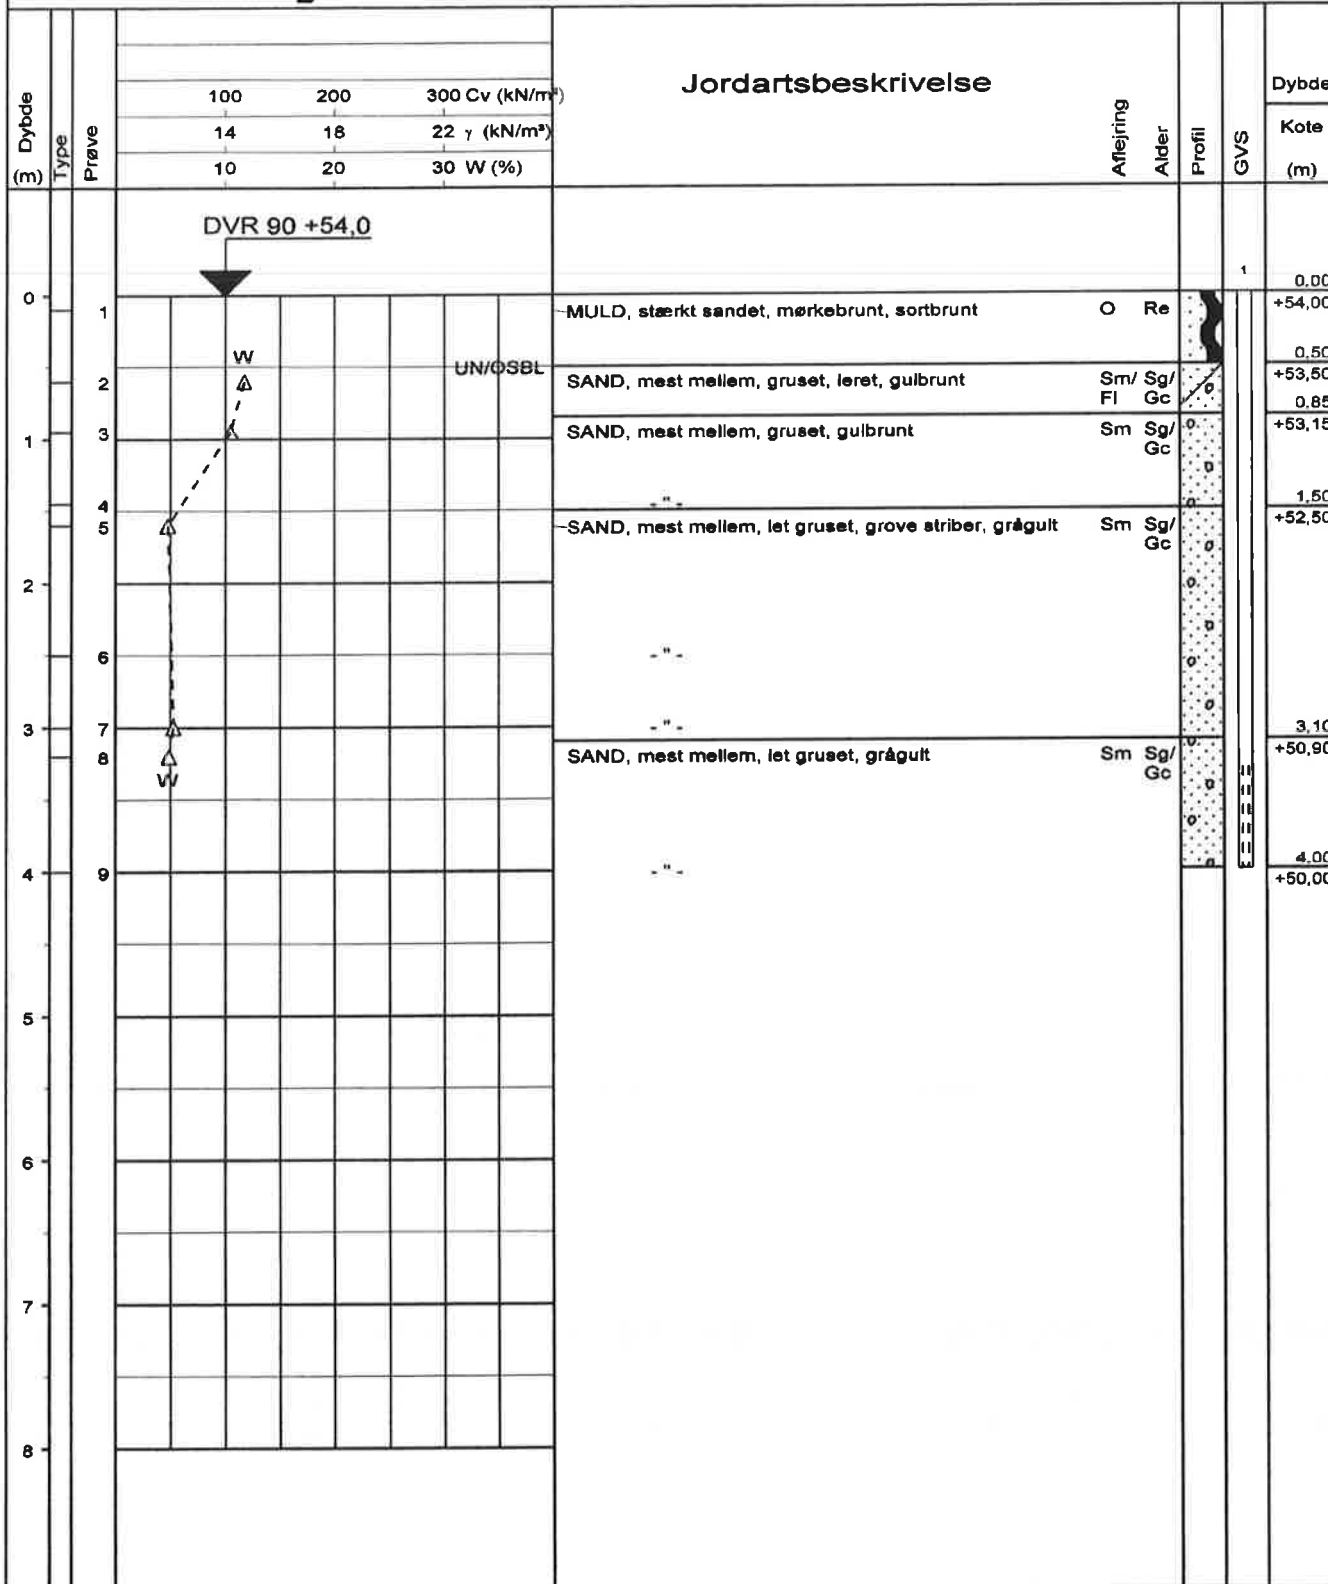 Jordartsbeskrivelse
Dybde (m)
Type
Prøve
100 200 300 Cv (kN/m²)
14 18 22 γ (kN/m³)
10 20 30 W (%)
Aflejring
Alder
Profil
GVS
Dybde
Kote
(m)
DVR 90 +54,0
1
0,00
0 1 MULD, stærkt sandet, mørkebrunt, sortbrunt O Re +54,00
W
UN/OSBL
0,50
2 SAND, mest mellem, gruset, leret, gulbrunt Sm/ Sg/ +53,50
Fl Gc 0,85
1 3 SAND, mest mellem, gruset, gulbrunt Sm Sg/ +53,15
Gc
4 - " - 1,50
5 SAND, mest mellem, let gruset, grove striber, grågult Sm Sg/ +52,50
Gc
2
6 - " -
3 7 - " - 3,10
8 SAND, mest mellem, let gruset, grågult Sm Sg/ +50,90
W Gc
4,00
4 9 - " - +50,00
5
6
7
8